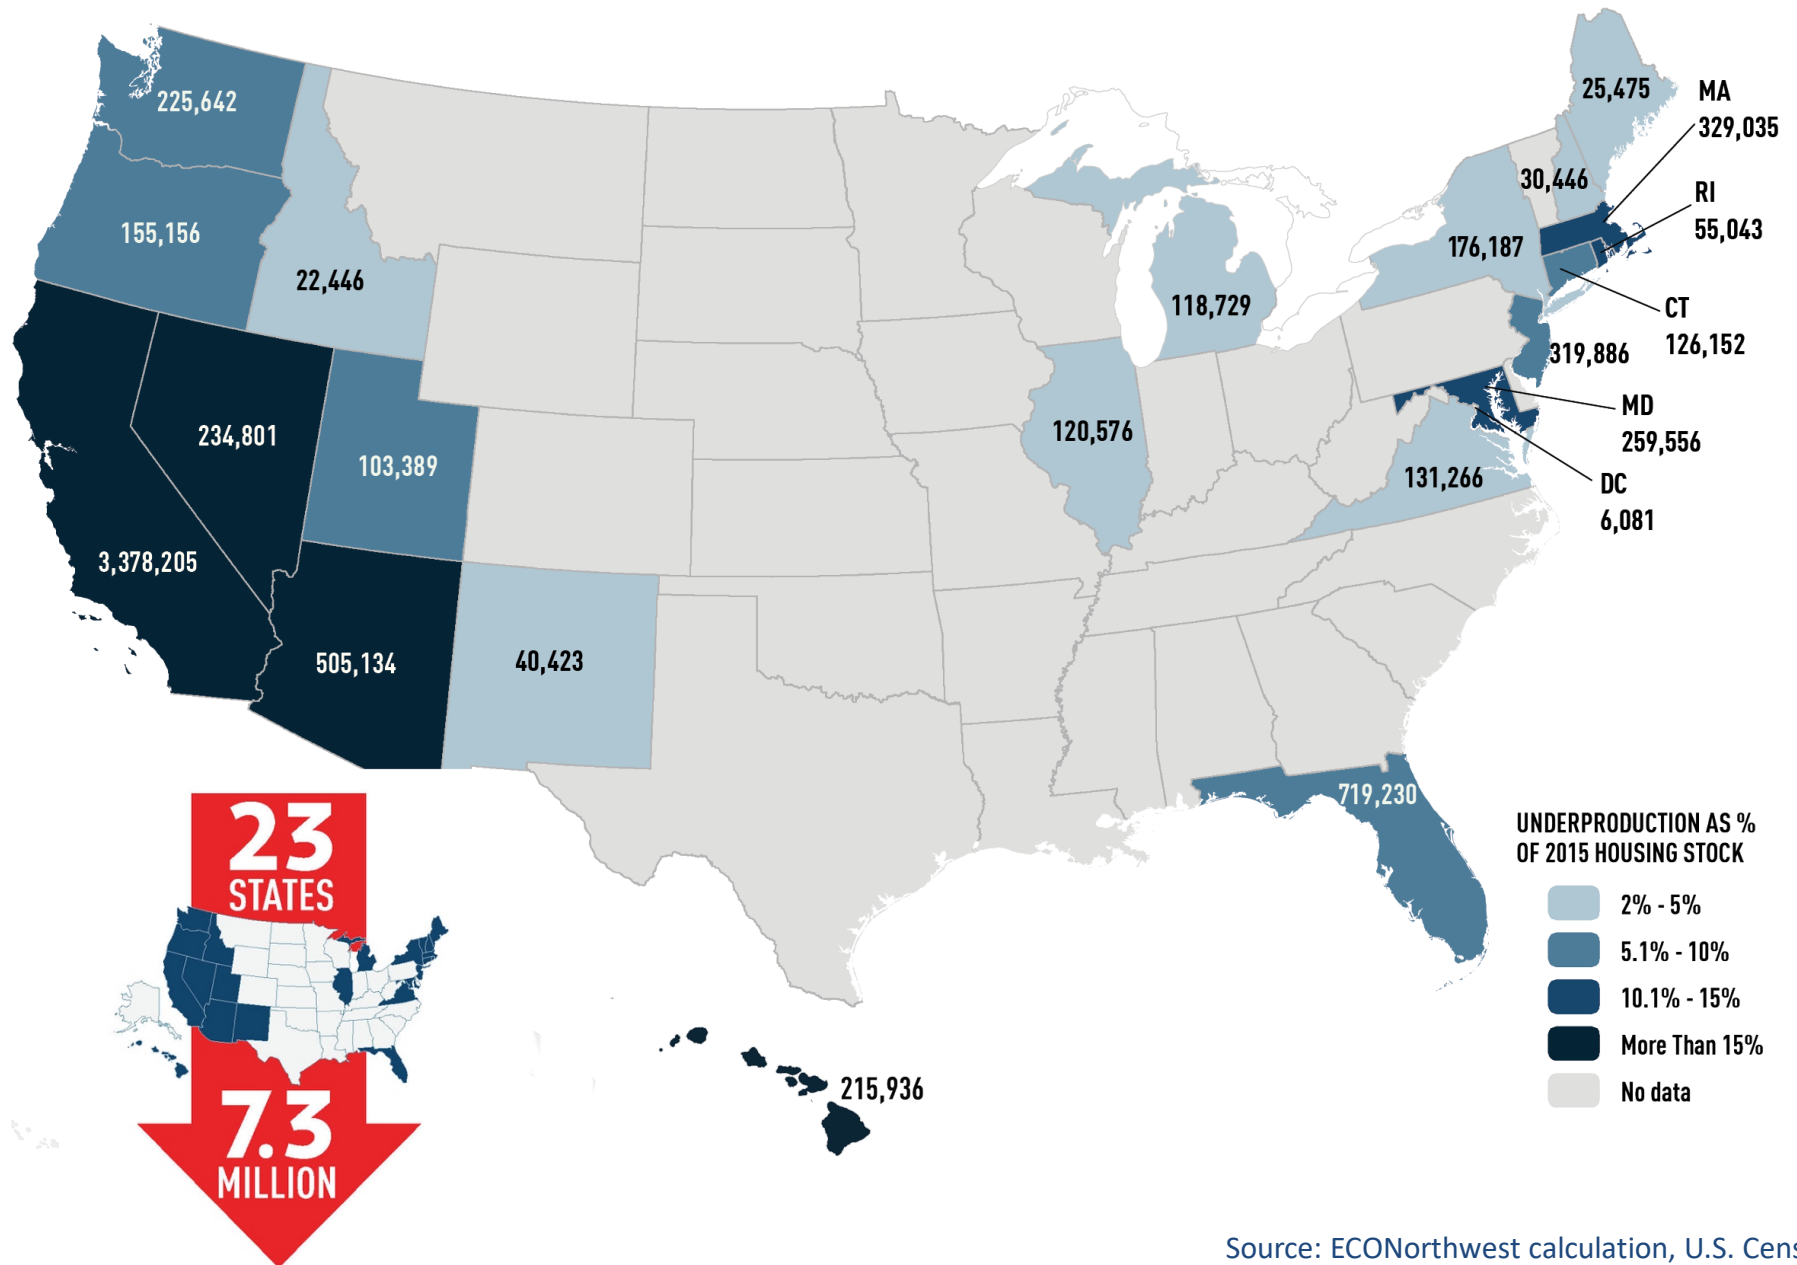 225,642
25,475
MA
329,035
30,446
RI
55,043
155,156
176,187
22,446
118,729
CT
126,152
319,886
234,801
120,576
MD
259,556
103,389
131,266
DC
6,081
3,378,205
505,134
40,423
719,230
UNDERPRODUCTION AS %
OF 2015 HOUSING STOCK
2% - 5%
5.1% - 10%
10.1% - 15%
More Than 15%
No data
23
STATES
7.3
MILLION
215,936
Source: ECONorthwest calculation, U.S. Cens